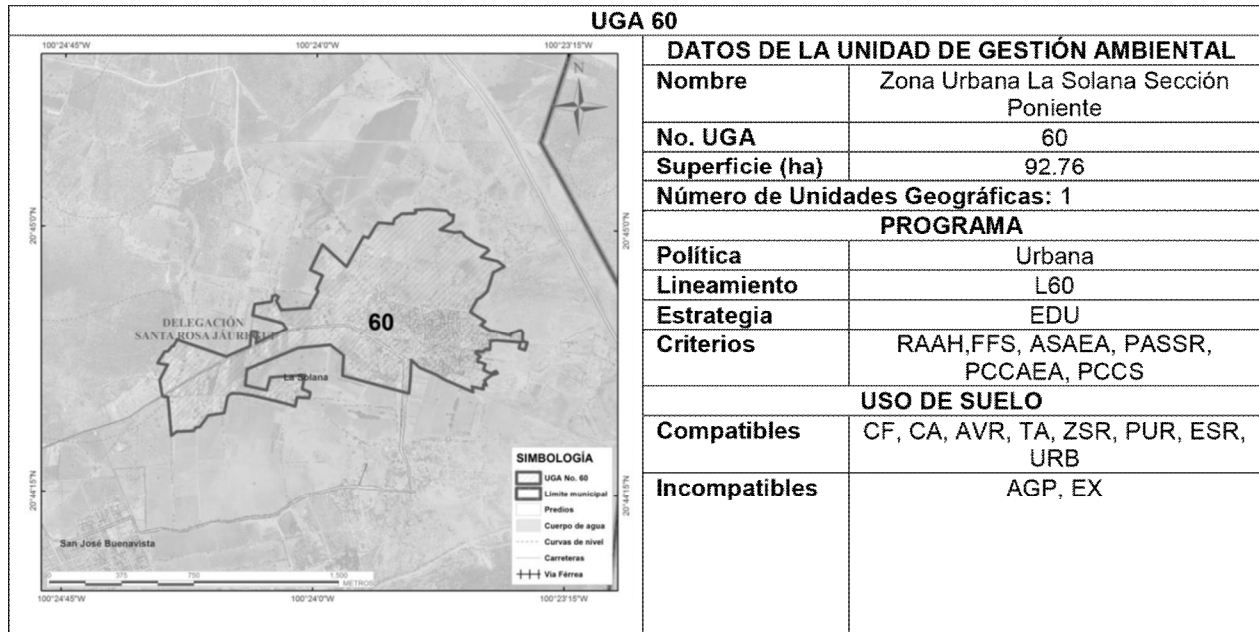 UGA 60
100°24'45"W 100°24'0"W 100°23'15"W
N
20°45'0"N 20°45'0"N
DELEGACIÓN
SANTA ROSA JÁUREGUI
60
La Solana
20°44'15"N 20°44'15"N
San José Buenavista
SIMBOLOGÍA
UGA No. 60
Límite municipal
Predios
Cuerpo de agua
Curvas de nivel
Carreteras
Vía Férrea
0 375 750 1,500
METROS
100°24'45"W 100°24'0"W 100°23'15"W
DATOS DE LA UNIDAD DE GESTIÓN AMBIENTAL
Nombre Zona Urbana La Solana Sección
Poniente
No. UGA 60
Superficie (ha) 92.76
Número de Unidades Geográficas: 1
PROGRAMA
Política Urbana
Lineamiento L60
Estrategia EDU
Criterios RAAH,FFS, ASAEA, PASSR,
PCCAEA, PCCS
USO DE SUELO
Compatibles CF, CA, AVR, TA, ZSR, PUR, ESR,
URB
Incompatibles AGP, EX